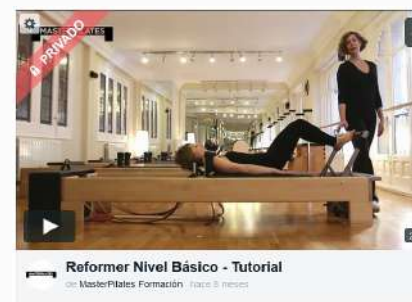 MASTERPILATES
PRIVADO
Reformer Nivel Básico - Tutorial
de MasterPilates Formación hace 8 meses